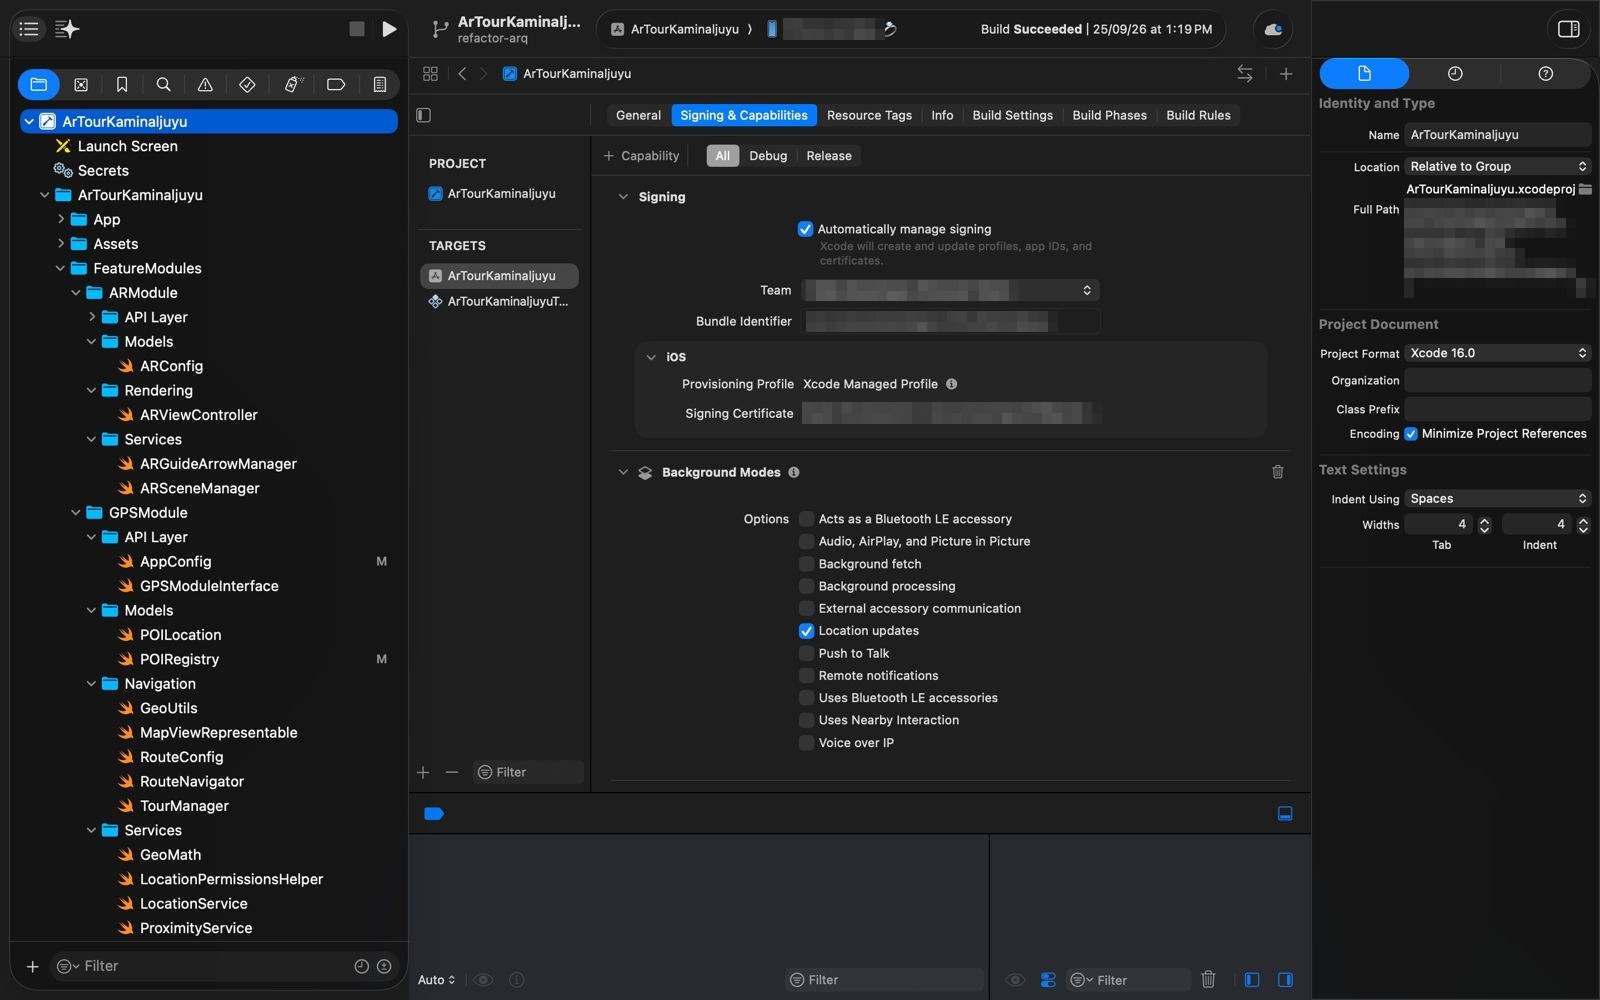 ArTourKaminalj...
refactor-arq
ArTourKaminaljuyu
Build Succeeded | 25/09/26 at 1:19 PM
ArTourKaminaljuyu
Launch Screen
Secrets
ArTourKaminaljuyu
App
Assets
FeatureModules
ARModule
API Layer
Models
ARConfig
Rendering
ARViewController
Services
ARGuideArrowManager
ARSceneManager
GPSModule
API Layer
AppConfig M
GPSModuleInterface
Models
POILocation
POIRegistry M
Navigation
GeoUtils
MapViewRepresentable
RouteConfig
RouteNavigator
TourManager
Services
GeoMath
LocationPermissionsHelper
LocationService
ProximityService
Filter
ArTourKaminaljuyu
General Signing & Capabilities Resource Tags Info Build Settings Build Phases Build Rules
PROJECT
ArTourKaminaljuyu
TARGETS
ArTourKaminaljuyu
ArTourKaminaljuyuT...
Filter
+ Capability All Debug Release
Signing
Automatically manage signing
Xcode will create and update profiles, app IDs, and
certificates.
Team
Bundle Identifier
iOS
Provisioning Profile Xcode Managed Profile
Signing Certificate
Background Modes
Options Acts as a Bluetooth LE accessory
Audio, AirPlay, and Picture in Picture
Background fetch
Background processing
External accessory communication
Location updates
Push to Talk
Remote notifications
Uses Bluetooth LE accessories
Uses Nearby Interaction
Voice over IP
Auto
Filter
Filter
Identity and Type
Name ArTourKaminaljuyu
Location Relative to Group
ArTourKaminaljuyu.xcodeproj
Full Path
Project Document
Project Format Xcode 16.0
Organization
Class Prefix
Encoding Minimize Project References
Text Settings
Indent Using Spaces
Widths 4 4
Tab Indent